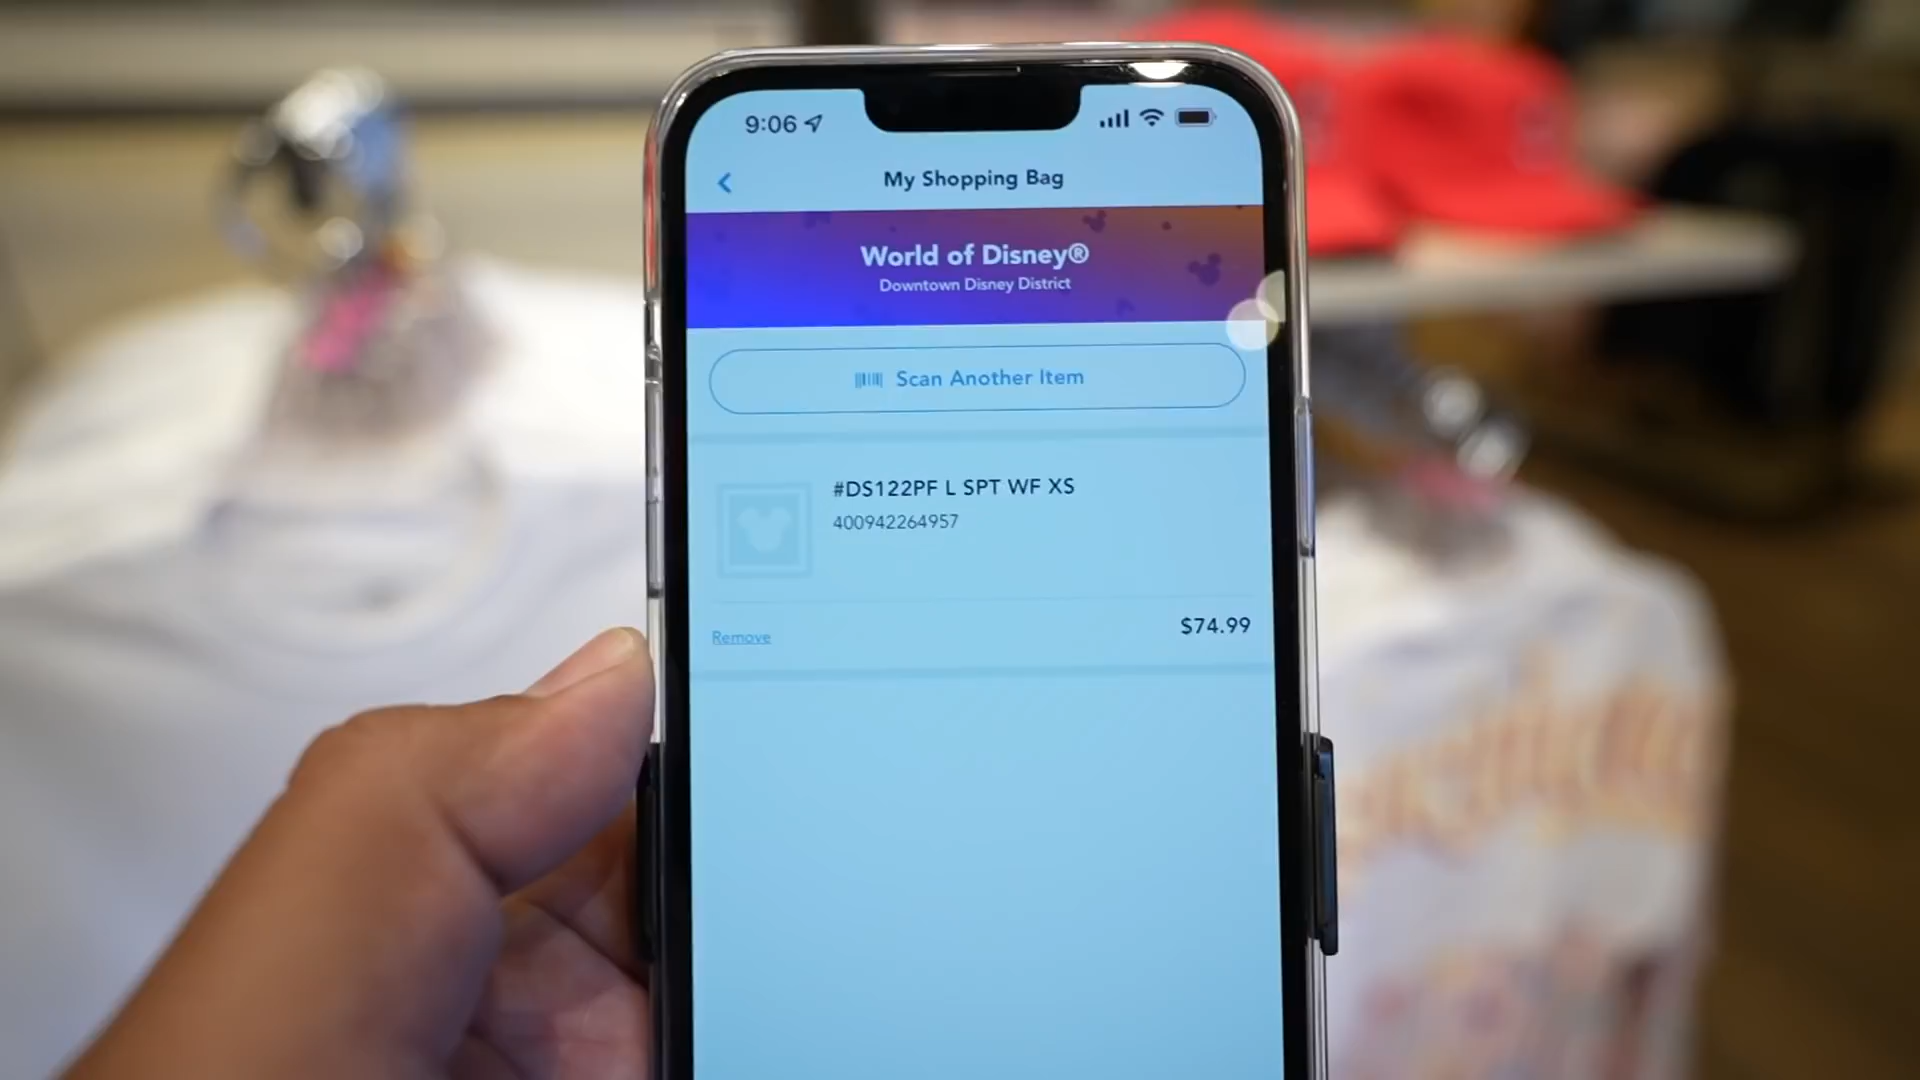 9:06
My Shopping Bag
World of Disney®
Downtown Disney District
Scan Another Item
#DS122PF L SPT WF XS
400942264957
Remove
$74.99